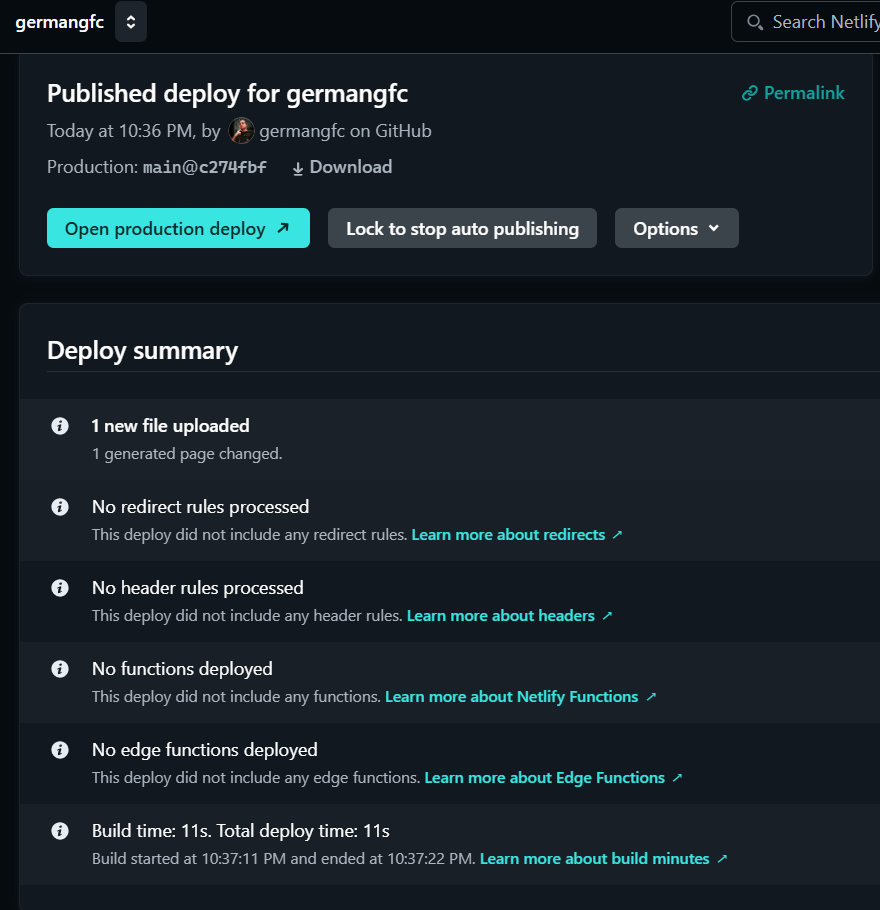 germangfc
Search Netlify
Published deploy for germangfc
Permalink
Today at 10:36 PM, by germangfc on GitHub
Production: main@c274fbf Download
Open production deploy ↗ Lock to stop auto publishing Options
Deploy summary
1 new file uploaded
1 generated page changed.
No redirect rules processed
This deploy did not include any redirect rules. Learn more about redirects ↗
No header rules processed
This deploy did not include any header rules. Learn more about headers ↗
No functions deployed
This deploy did not include any functions. Learn more about Netlify Functions ↗
No edge functions deployed
This deploy did not include any edge functions. Learn more about Edge Functions ↗
Build time: 11s. Total deploy time: 11s
Build started at 10:37:11 PM and ended at 10:37:22 PM. Learn more about build minutes ↗